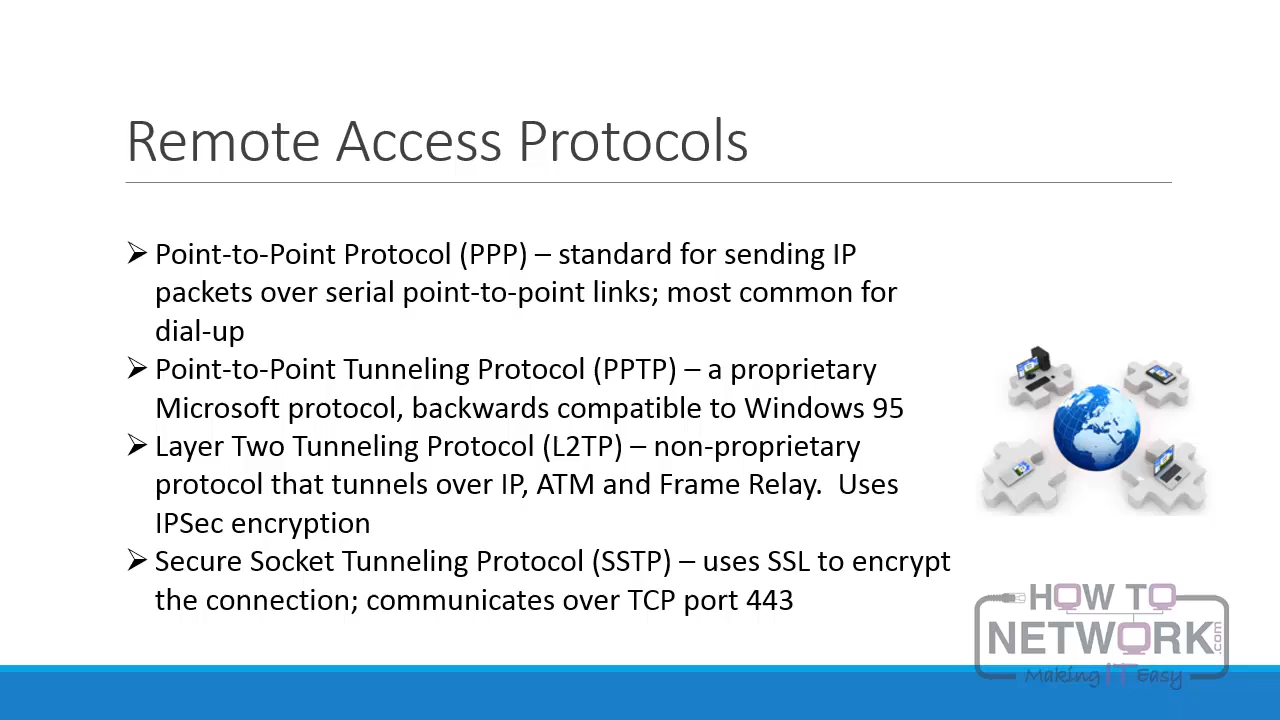 Remote Access Protocols
➢ Point-to-Point Protocol (PPP) – standard for sending IP
packets over serial point-to-point links; most common for
dial-up
➢ Point-to-Point Tunneling Protocol (PPTP) – a proprietary
Microsoft protocol, backwards compatible to Windows 95
➢ Layer Two Tunneling Protocol (L2TP) – non-proprietary
protocol that tunnels over IP, ATM and Frame Relay.  Uses
IPSec encryption
➢ Secure Socket Tunneling Protocol (SSTP) – uses SSL to encrypt
the connection; communicates over TCP port 443
HOW TO
NETWORK.com
Making IT Easy